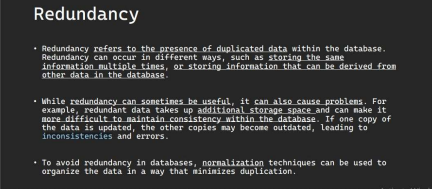 Redundancy
• Redundancy refers to the presence of duplicated data within the database.
Redundancy can occur in different ways, such as storing the same
information multiple times, or storing information that can be derived from
other data in the database.
• While redundancy can sometimes be useful, it can also cause problems. For
example, redundant data takes up additional storage space and can make it
more difficult to maintain consistency within the database. If one copy of
the data is updated, the other copies may become outdated, leading to
inconsistencies and errors.
• To avoid redundancy in databases, normalization techniques can be used to
organize the data in a way that minimizes duplication.